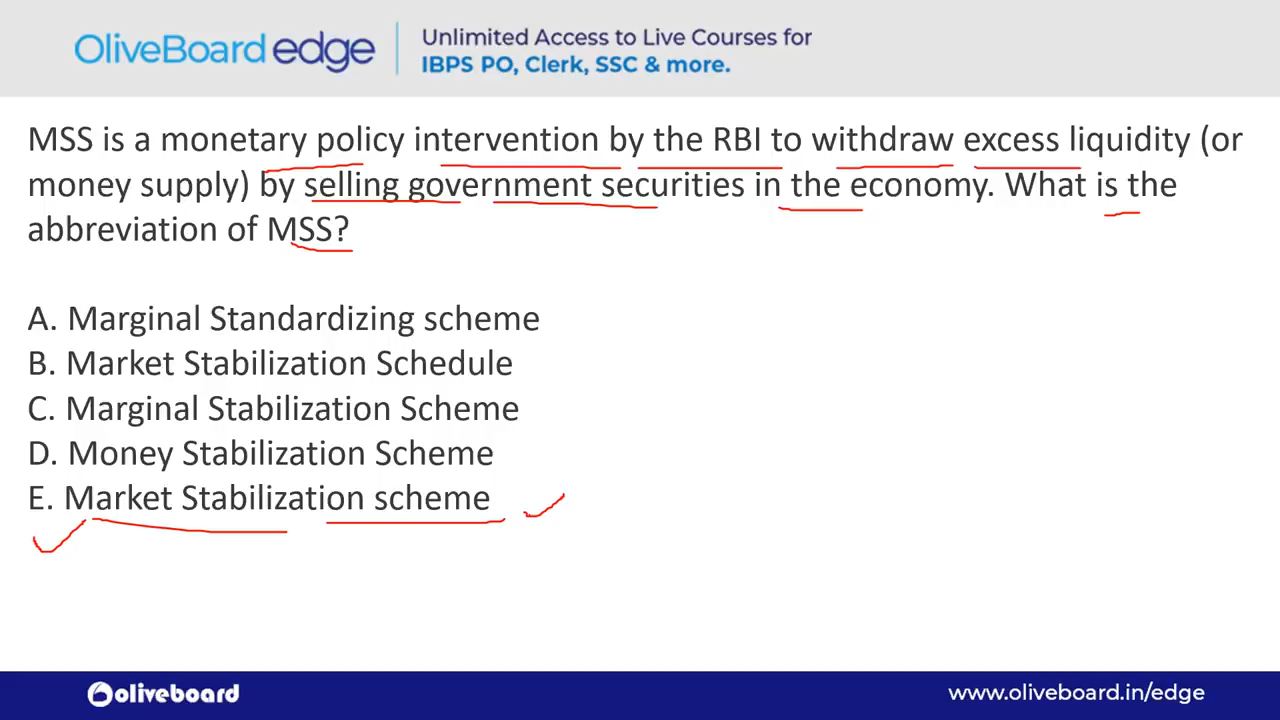 OliveBoard edge
Unlimited Access to Live Courses for
IBPS PO, Clerk, SSC & more.
MSS is a monetary policy intervention by the RBI to withdraw excess liquidity (or
money supply) by selling government securities in the economy. What is the
abbreviation of MSS?
A. Marginal Standardizing scheme
B. Market Stabilization Schedule
C. Marginal Stabilization Scheme
D. Money Stabilization Scheme
E. Market Stabilization scheme
oliveboard
www.oliveboard.in/edge